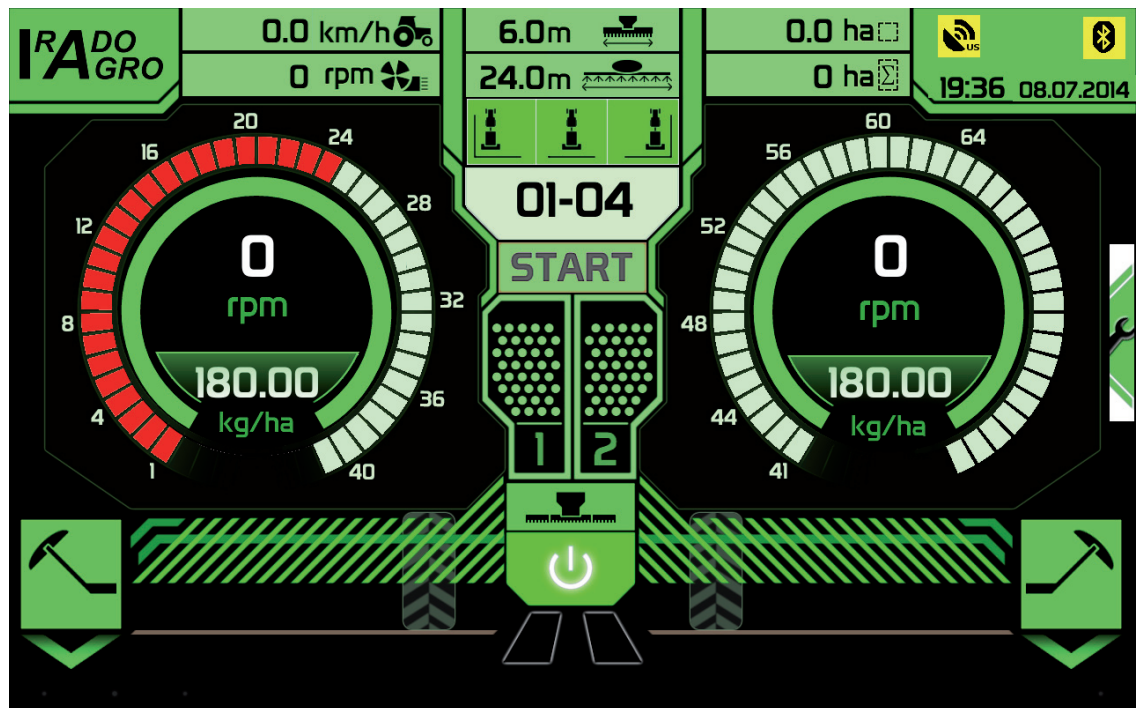 IRADO AGRO
0.0 km/h
0 rpm
6.0m
24.0m
0.0 ha
0 ha Σ
US
19:36 08.07.2014
01-04
START
1 4 8 12 16 20 24 28 32 36 40
0
rpm
180.00
kg/ha
1 2
41 44 48 52 56 60 64
0
rpm
180.00
kg/ha